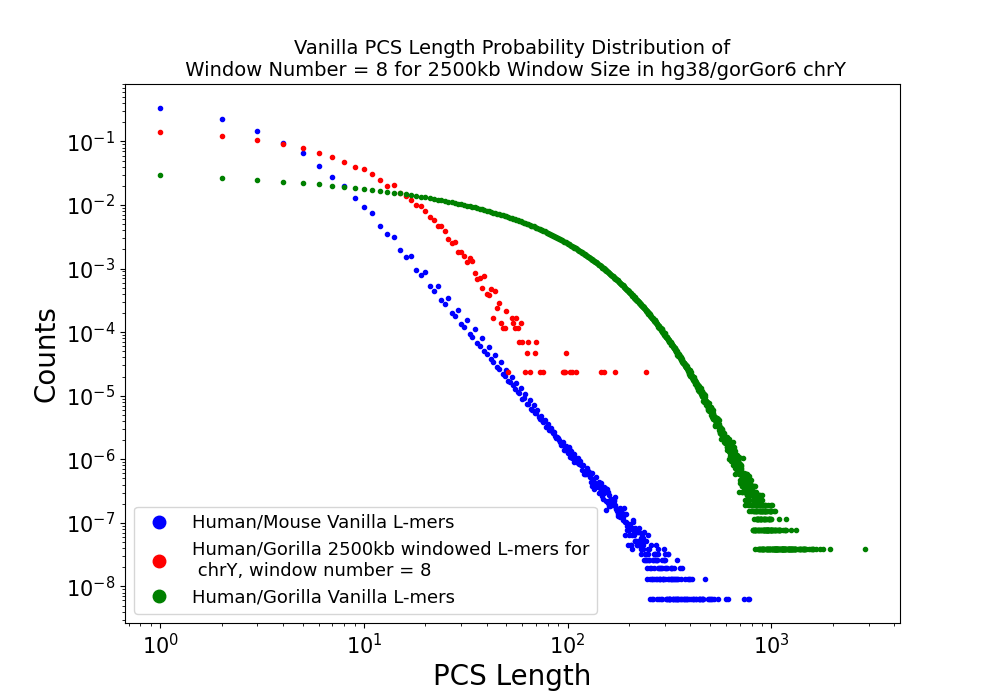 Vanilla PCS Length Probability Distribution of
Window Number = 8 for 2500kb Window Size in hg38/gorGor6 chrY
Counts
10⁻¹
10⁻²
10⁻³
10⁻⁴
10⁻⁵
10⁻⁶
10⁻⁷
10⁻⁸
Human/Mouse Vanilla L-mers
Human/Gorilla 2500kb windowed L-mers for
chrY, window number = 8
Human/Gorilla Vanilla L-mers
10⁰ 10¹ 10² 10³
PCS Length